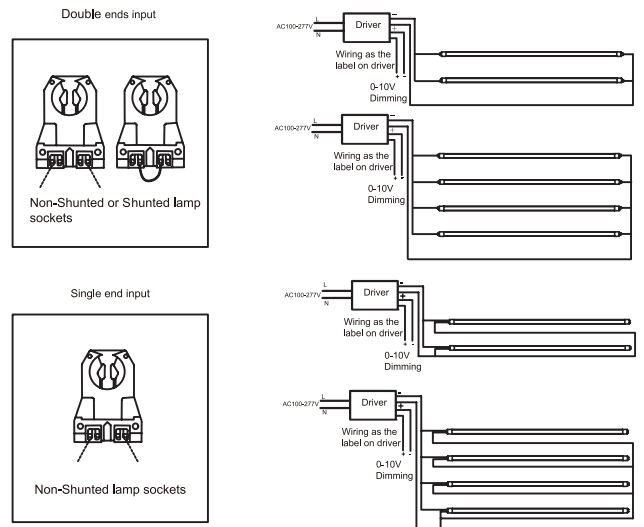 Double ends input
Non-Shunted or Shunted lamp
sockets
L
AC100-277V
N
Driver
-
+
Wiring as the
label on driver
+ -
0-10V
Dimming
L
AC100-277V
N
Driver
-
+
Wiring as the
label on driver
+ -
0-10V
Dimming
Single end input
Non-Shunted lamp sockets
L
AC100-277V
N
Driver
-
+
Wiring as the
label on driver
+ -
0-10V
Dimming
L
AC100-277V
N
Driver
-
+
Wiring as the
label on driver
+ -
0-10V
Dimming